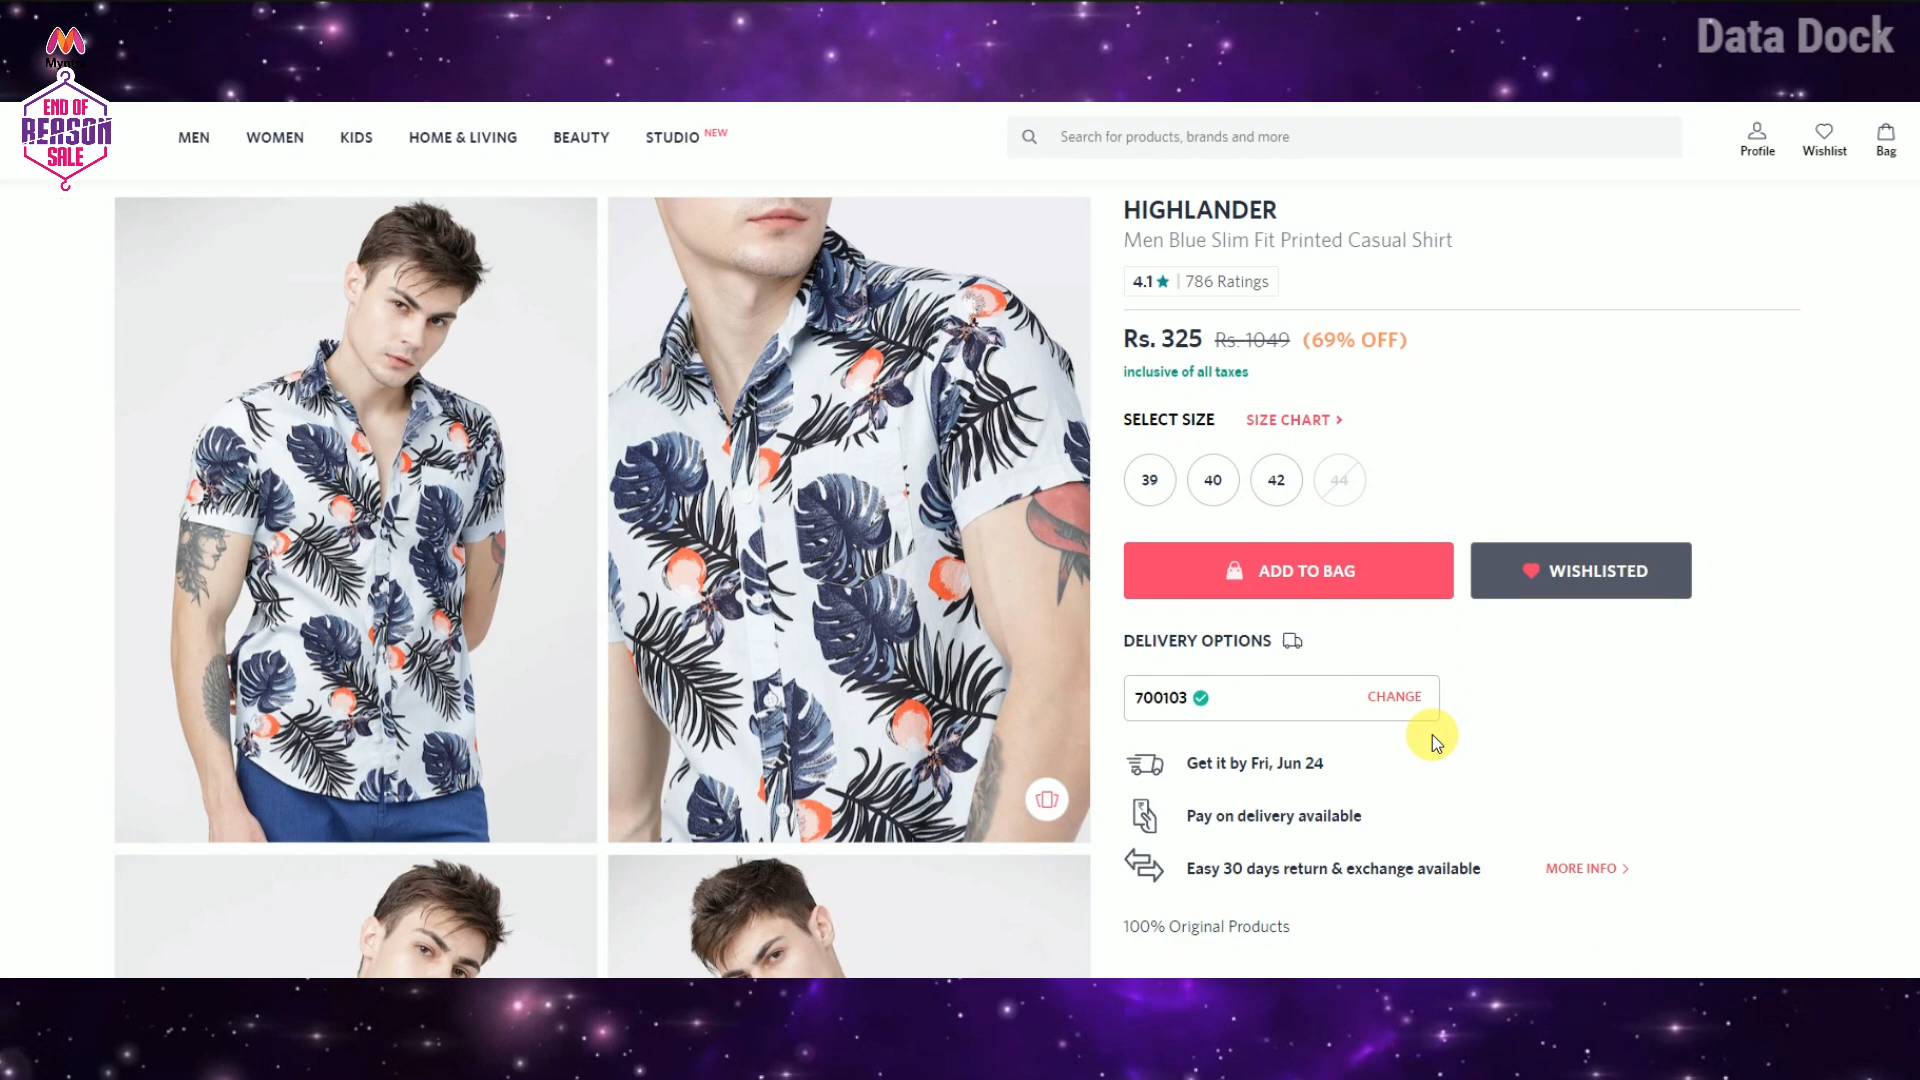 Data Dock
Myntra
END OF
REASON
SALE
MEN WOMEN KIDS HOME & LIVING BEAUTY STUDIO NEW
Search for products, brands and more
Profile Wishlist Bag
HIGHLANDER
Men Blue Slim Fit Printed Casual Shirt
4.1 ★ | 786 Ratings
Rs. 325 Rs. 1049 (69% OFF)
inclusive of all taxes
SELECT SIZE SIZE CHART >
39 40 42 44
ADD TO BAG WISHLISTED
DELIVERY OPTIONS
700103 CHANGE
Get it by Fri, Jun 24
Pay on delivery available
Easy 30 days return & exchange available MORE INFO >
100% Original Products